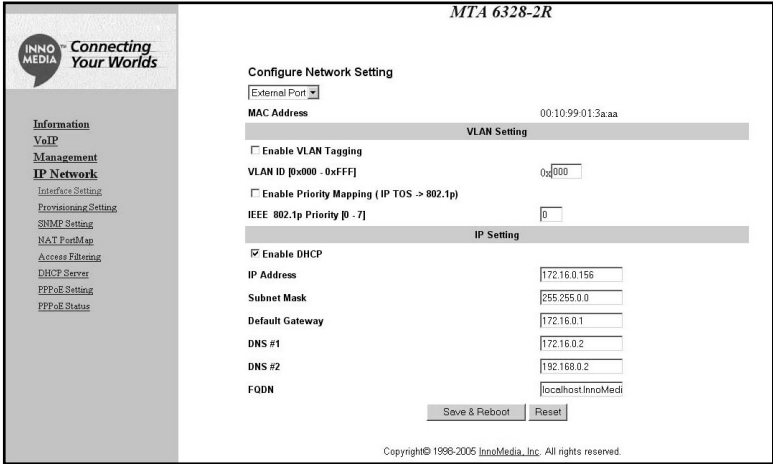 MTA 6328-2R
INNO MEDIA ™ Connecting Your Worlds
Information
VoIP
Management
IP Network
Interface Setting
Provisioning Setting
SNMP Setting
NAT PortMap
Access Filtering
DHCP Server
PPPoE Setting
PPPoE Status
Configure Network Setting
External Port
MAC Address 00:10:99:01:3a:aa
VLAN Setting
Enable VLAN Tagging
VLAN ID [0x000 - 0xFFF] 0x 000
Enable Priority Mapping ( IP TOS -> 802.1p)
IEEE 802.1p Priority [0 - 7] 0
IP Setting
Enable DHCP
IP Address 172.16.0.156
Subnet Mask 255.255.0.0
Default Gateway 172.16.0.1
DNS #1 172.16.0.2
DNS #2 192.168.0.2
FQDN localhost.InnoMedi
Save & Reboot Reset
Copyright© 1998-2005 InnoMedia, Inc. All rights reserved.